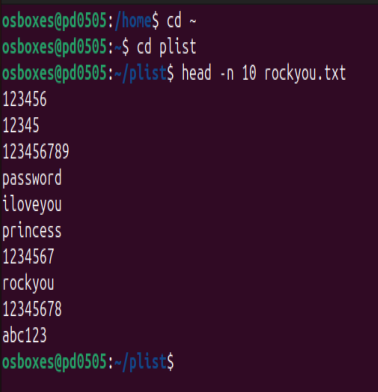 osboxes@pd0505:/home$ cd ~
osboxes@pd0505:~$ cd plist
osboxes@pd0505:~/plist$ head -n 10 rockyou.txt
123456
12345
123456789
password
iloveyou
princess
1234567
rockyou
12345678
abc123
osboxes@pd0505:~/plist$